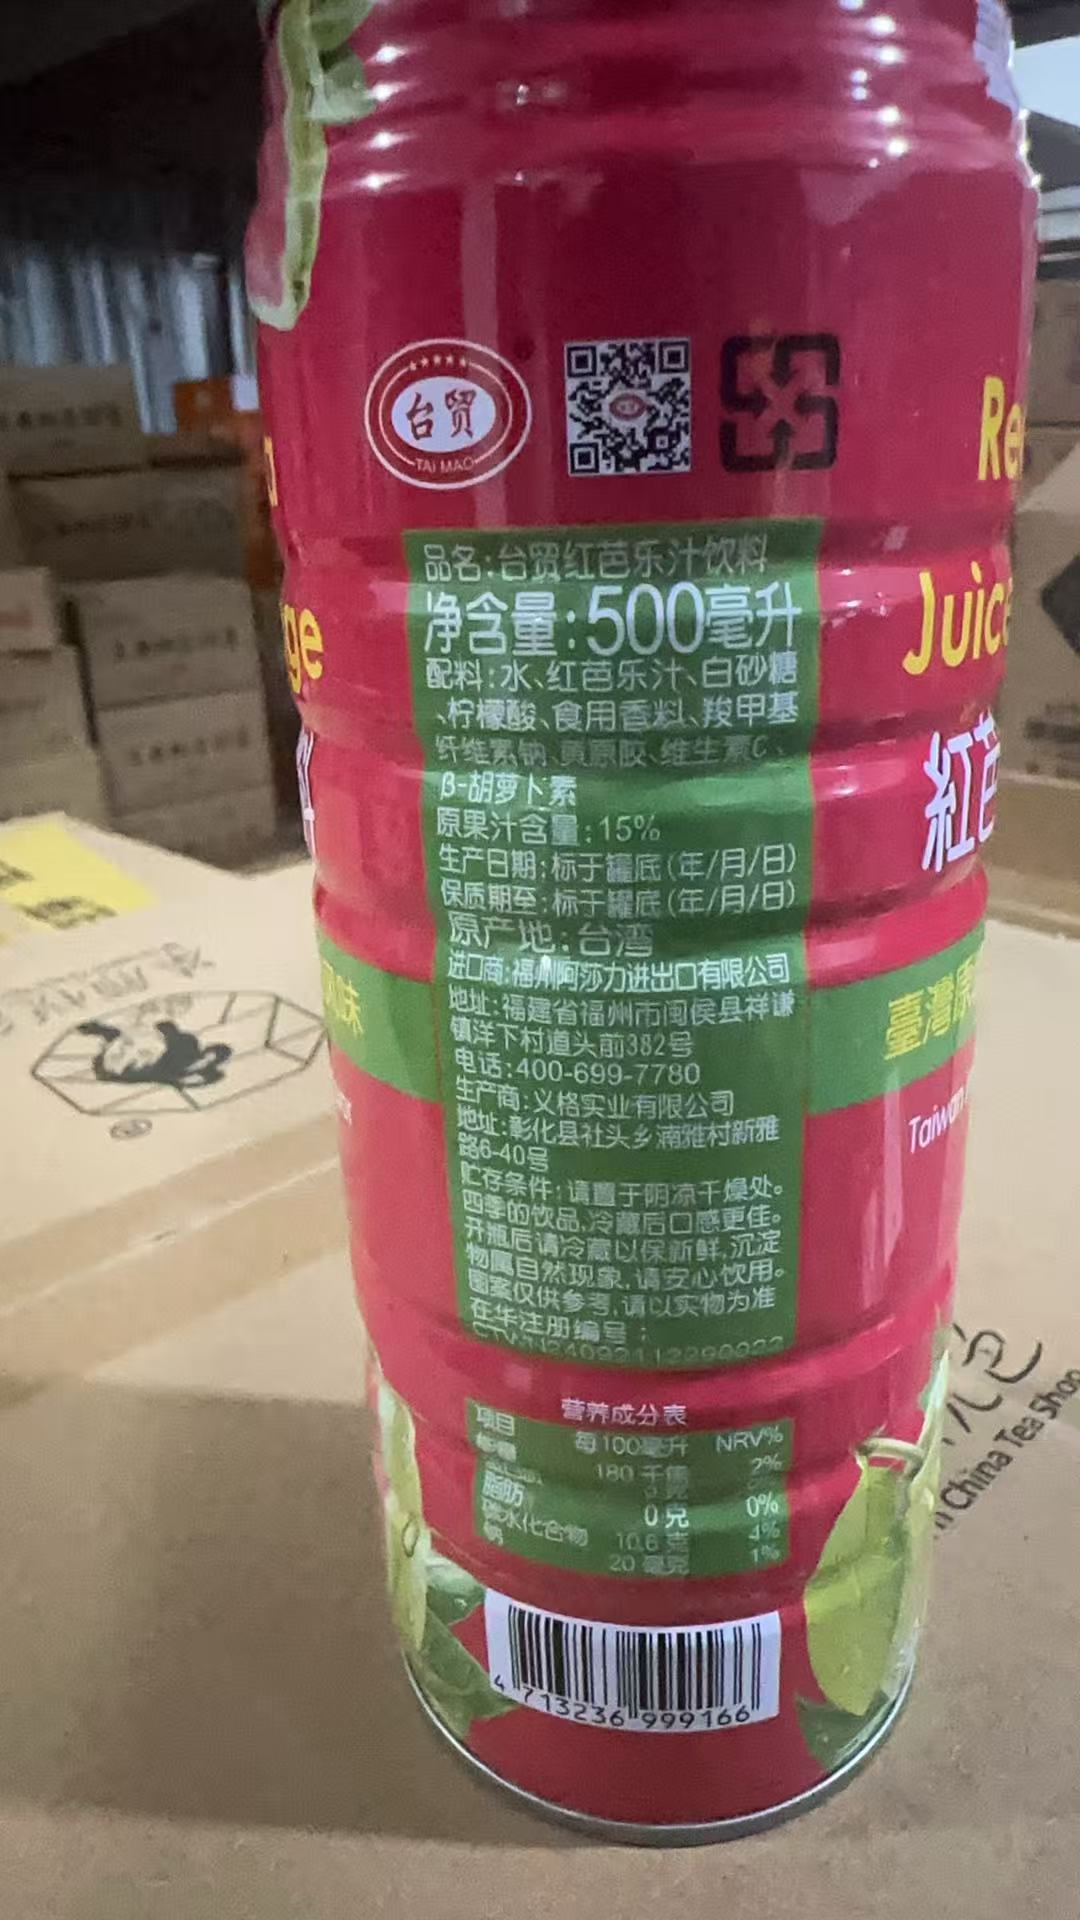 台贸
TAI MAO
品名:台贸红芭乐汁饮料
净含量:500毫升
配料:水、红芭乐汁、白砂糖
、柠檬酸、食用香料、羧甲基
纤维素钠、黄原胶、维生素C、
β-胡萝卜素
原果汁含量:15%
生产日期:标于罐底(年/月/日)
保质期至:标于罐底(年/月/日)
原产地:台湾
进口商:福州阿莎力进出口有限公司
地址:福建省福州市闽侯县祥谦
镇洋下村道头前382号
电话:400-699-7780
生产商:义格实业有限公司
地址:彰化县社头乡湳雅村新雅
路6-40号
贮存条件:请置于阴凉干燥处。
四季的饮品,冷藏后口感更佳。
开瓶后请冷藏以保新鲜,沉淀
物属自然现象,请安心饮用。
图案仅供参考,请以实物为准
在华注册编号:
营养成分表
项目 每100毫升 NRV%
180 千焦 2%
脂肪 0 克 0%
碳水化合物 10.6 克 4%
钠 20 毫克 1%
4 713236 999166
Juice
紅芭
臺灣原
Taiwan
China Tea Shop